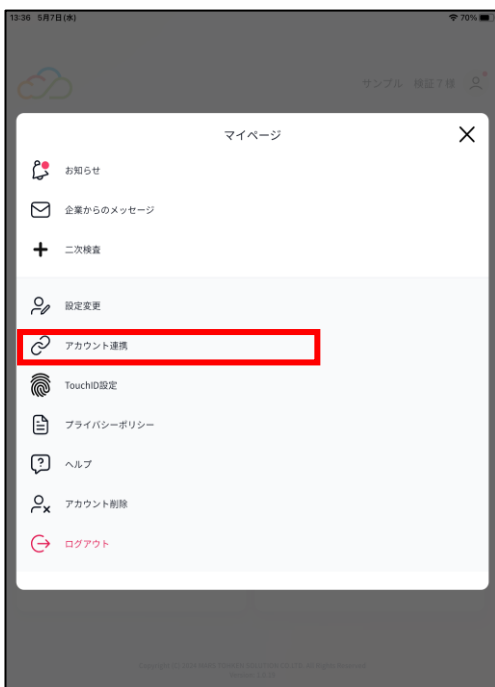 13:36 5月7日(水)
70%
サンプル 検証7様
マイページ
お知らせ
企業からのメッセージ
二次検査
設定変更
アカウント連携
TouchID設定
プライバシーポリシー
ヘルプ
アカウント削除
ログアウト